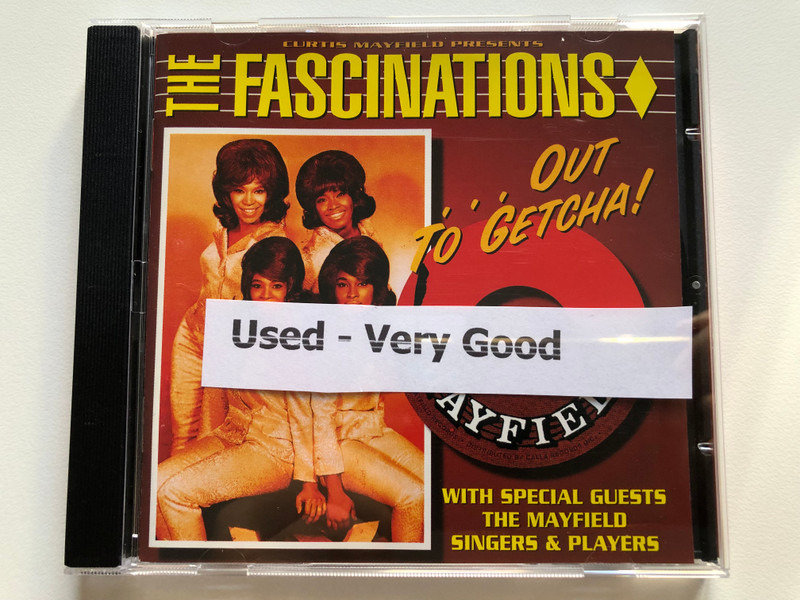 CURTIS MAYFIELD PRESENTS
THE FASCINATIONS
. . . OUT
TO GETCHA!
Used - Very Good
AYFIEL
WITH SPECIAL GUESTS
THE MAYFIELD
SINGERS & PLAYERS